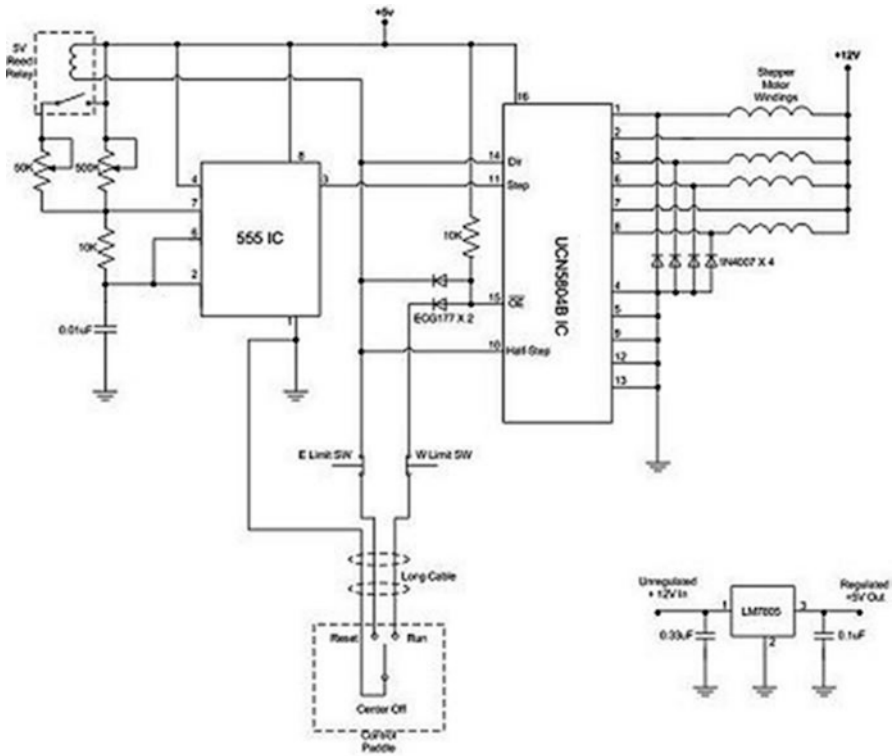 +5v
5V
Reed
Relay
Stepper
Motor
Windings
+12V
16
1
2
3
6
7
8
50K
500K
8
14
Dir
4
3
11
Step
7
555 IC
UCN5804B IC
10K
6
10K
2
1N4007 X 4
4
15
OE
5
0.01uF
ECG177 X 2
1
9
10
Half-Step
12
13
E Limit SW
W Limit SW
Long Cable
Unregulated
+ 12V In
Regulated
+5V Out
1
LM7805
3
0.33uF
2
0.1uF
Reset
Run
Center Off
Control
Paddle